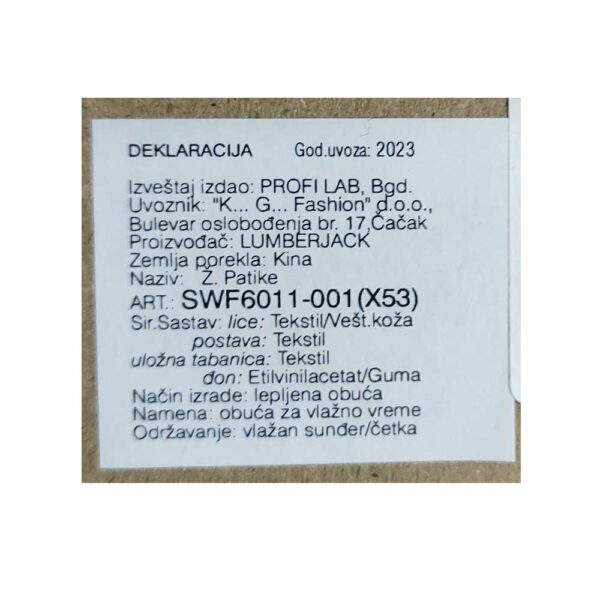 DEKLARACIJA God.uvoza: 2023
Izveštaj izdao: PROFI LAB, Bgd.
Uvoznik: "K... G... Fashion" d.o.o.,
Bulevar oslobođenja br. 17,Čačak
Proizvođač: LUMBERJACK
Zemlja porekla: Kina
Naziv: Ž. Patike
ART.: SWF6011-001(X53)
Sir.Sastav: lice: Tekstil/Vešt.koža
postava: Tekstil
uložna tabanica: Tekstil
đon: Etilvinilacetat/Guma
Način izrade: lepljena obuća
Namena: obuća za vlažno vreme
Održavanje: vlažan sunđer/četka